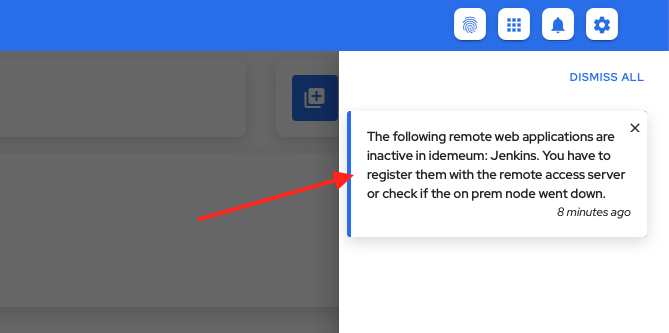 DISMISS ALL
The following remote web applications are
inactive in idemeum: Jenkins. You have to
register them with the remote access server
or check if the on prem node went down.
8 minutes ago